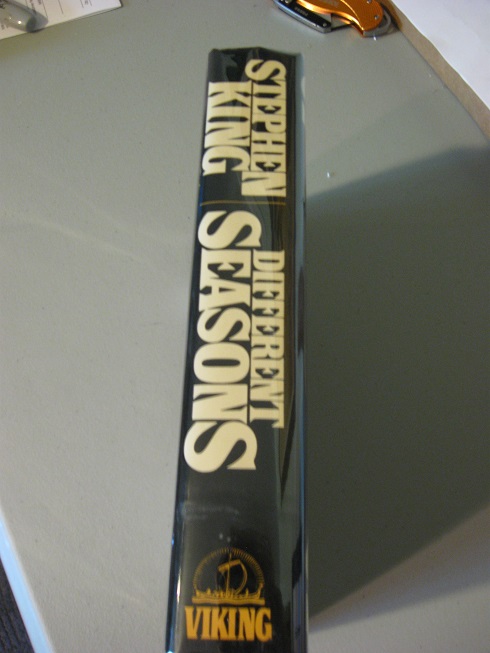 STEPHEN
KING
DIFFERENT
SEASONS
VIKING